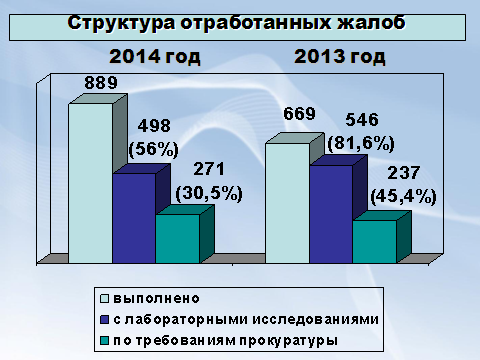 Структура отработанных жалоб
2014 год 2013 год
889
498
(56%)
271
(30,5%)
669
546
(81,6%)
237
(45,4%)
выполнено
с лабораторными исследованиями
по требованиям прокуратуры